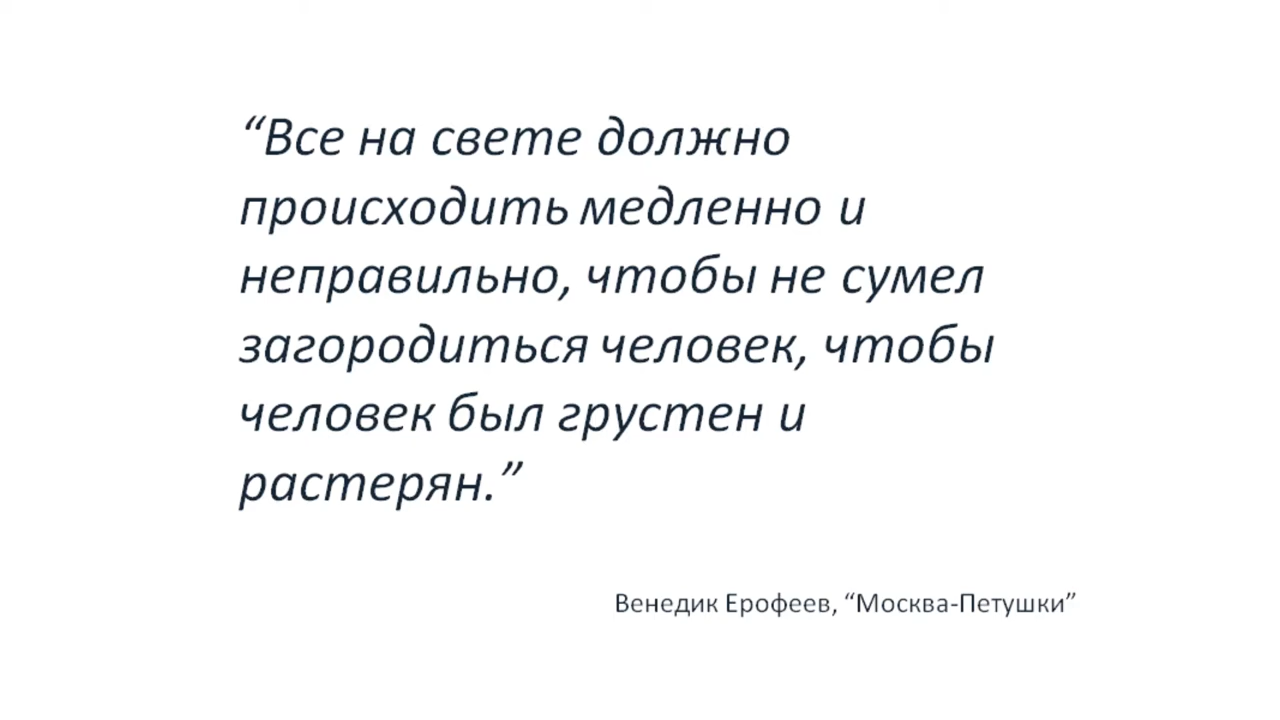 “Все на свете должно
происходить медленно и
неправильно, чтобы не сумел
загородиться человек, чтобы
человек был грустен и
растерян.”
Венедик Ерофеев, “Москва-Петушки”